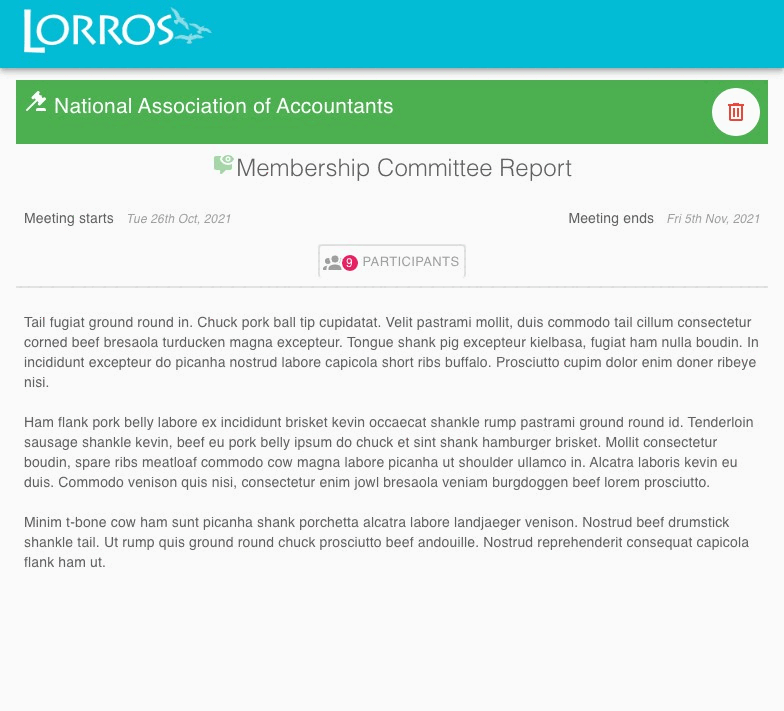 LORROS
National Association of Accountants
Membership Committee Report
Meeting starts Tue 26th Oct, 2021 Meeting ends Fri 5th Nov, 2021
9 PARTICIPANTS
Tail fugiat ground round in. Chuck pork ball tip cupidatat. Velit pastrami mollit, duis commodo tail cillum consectetur
corned beef bresaola turducken magna excepteur. Tongue shank pig excepteur kielbasa, fugiat ham nulla boudin. In
incididunt excepteur do picanha nostrud labore capicola short ribs buffalo. Prosciutto cupim dolor enim doner ribeye
nisi.
Ham flank pork belly labore ex incididunt brisket kevin occaecat shankle rump pastrami ground round id. Tenderloin
sausage shankle kevin, beef eu pork belly ipsum do chuck et sint shank hamburger brisket. Mollit consectetur
boudin, spare ribs meatloaf commodo cow magna labore picanha ut shoulder ullamco in. Alcatra laboris kevin eu
duis. Commodo venison quis nisi, consectetur enim jowl bresaola veniam burgdoggen beef lorem prosciutto.
Minim t-bone cow ham sunt picanha shank porchetta alcatra labore landjaeger venison. Nostrud beef drumstick
shankle tail. Ut rump quis ground round chuck prosciutto beef andouille. Nostrud reprehenderit consequat capicola
flank ham ut.